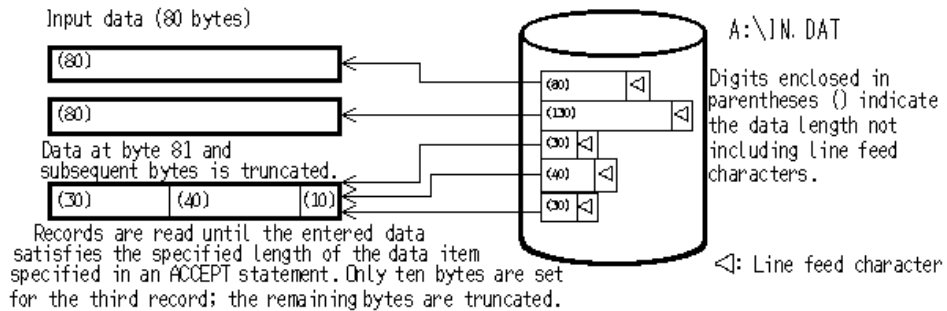 Input data (80 bytes)
A:\IN.DAT
(80)
(80)
Digits enclosed in
parentheses () indicate
the data length not
including line feed
characters.
(80)
(130)
Data at byte 81 and
subsequent bytes is truncated.
(30)
(40)
(30)
(30)
(40)
(10)
Records are read until the entered data
satisfies the specified length of the data item
specified in an ACCEPT statement. Only ten bytes are set
for the third record; the remaining bytes are truncated.
◁: Line feed character